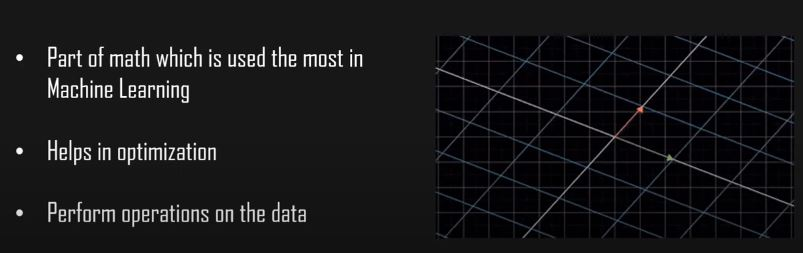 • Part of math which is used the most in
Machine Learning
• Helps in optimization
• Perform operations on the data